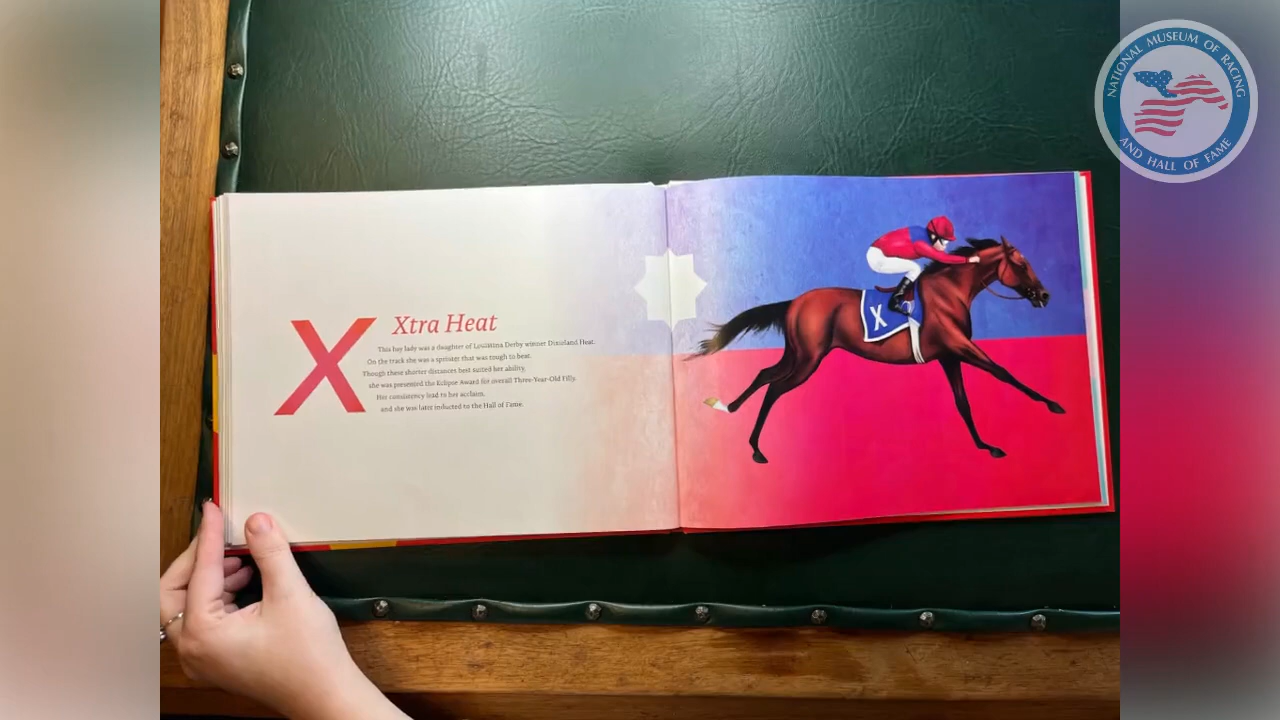 X
Xtra Heat
This bay lady was a daughter of Louisiana Derby winner Dixieland Heat.
On the track she was a sprinter that was tough to beat.
Though these shorter distances best suited her ability,
she was presented the Eclipse Award for overall Three-Year-Old Filly.
Her consistency lead to her acclaim,
and she was later inducted to the Hall of Fame.
X
NATIONAL MUSEUM OF RACING
AND HALL OF FAME